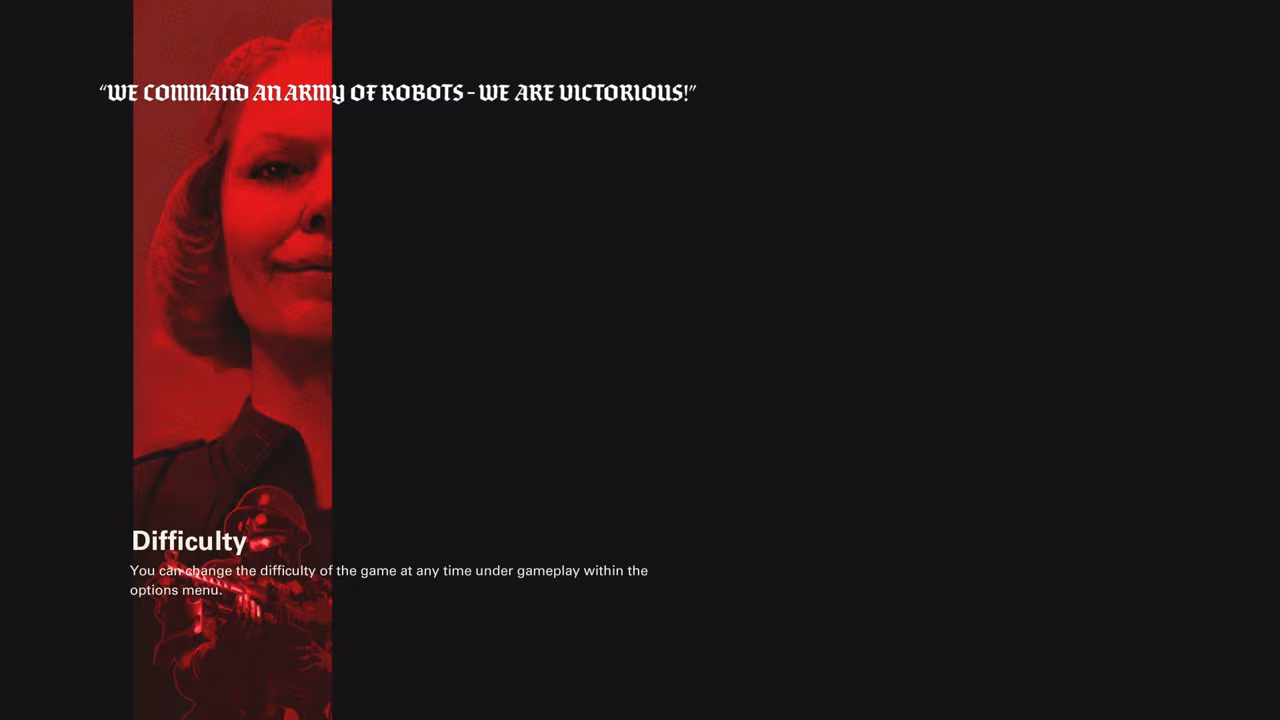 “WE COMMAND AN ARMY OF ROBOTS - WE ARE VICTORIOUS!”
Difficulty
You can change the difficulty of the game at any time under gameplay within the
options menu.